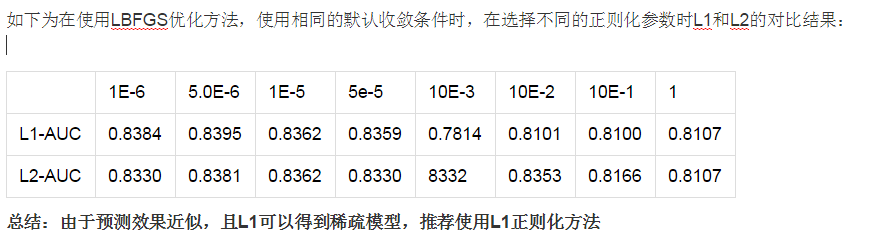 如下为在使用LBFGS优化方法，使用相同的默认收敛条件时，在选择不同的正则化参数时L1和L2的对比结果：
1E-6 5.0E-6 1E-5 5e-5 10E-3 10E-2 10E-1 1
L1-AUC 0.8384 0.8395 0.8362 0.8359 0.7814 0.8101 0.8100 0.8107
L2-AUC 0.8330 0.8381 0.8362 0.8330 8332 0.8353 0.8166 0.8107
总结：由于预测效果近似，且L1可以得到稀疏模型，推荐使用L1正则化方法